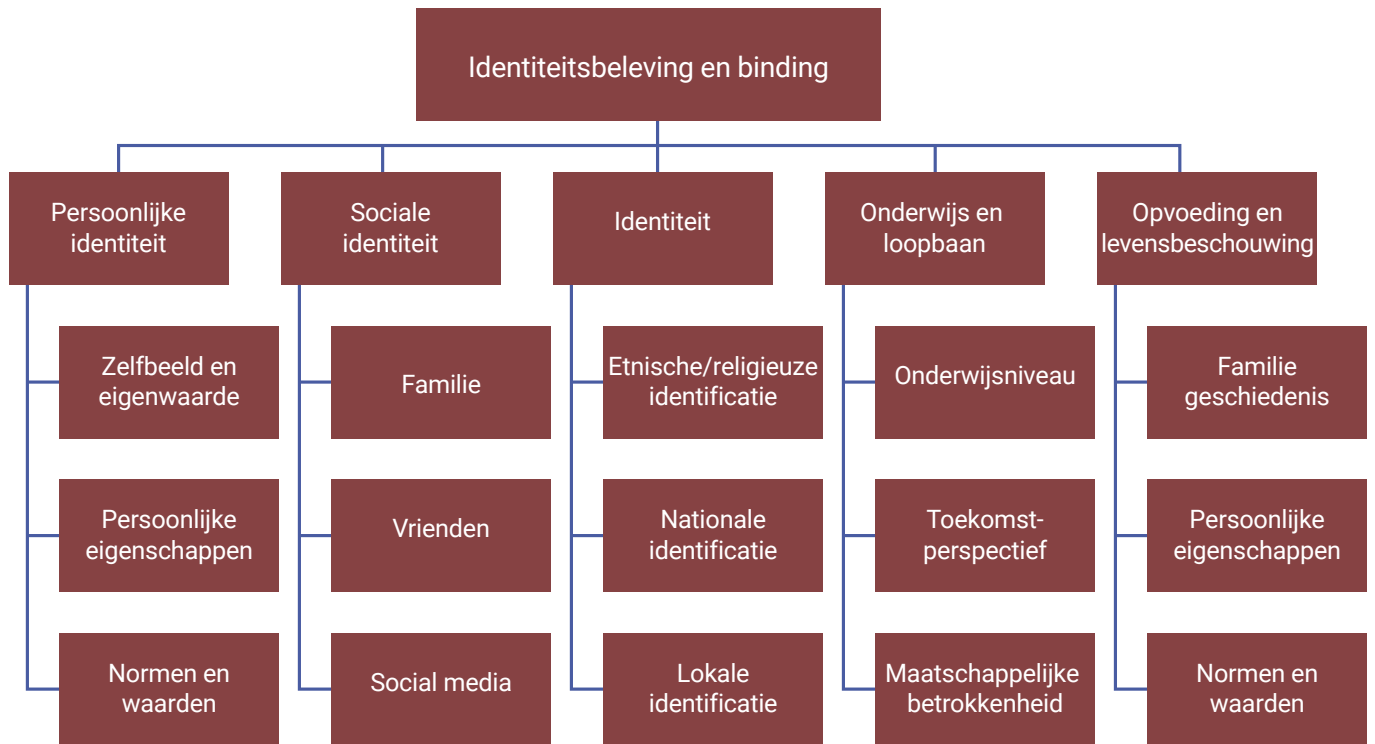 Identiteitsbeleving en binding
Persoonlijke
identiteit
Sociale
identiteit
Identiteit
Onderwijs en
loopbaan
Opvoeding en
levensbeschouwing
Zelfbeeld en
eigenwaarde
Familie
Etnische/religieuze
identificatie
Onderwijsniveau
Familie
geschiedenis
Persoonlijke
eigenschappen
Vrienden
Nationale
identificatie
Toekomst-
perspectief
Persoonlijke
eigenschappen
Normen en
waarden
Social media
Lokale
identificatie
Maatschappelijke
betrokkenheid
Normen en
waarden